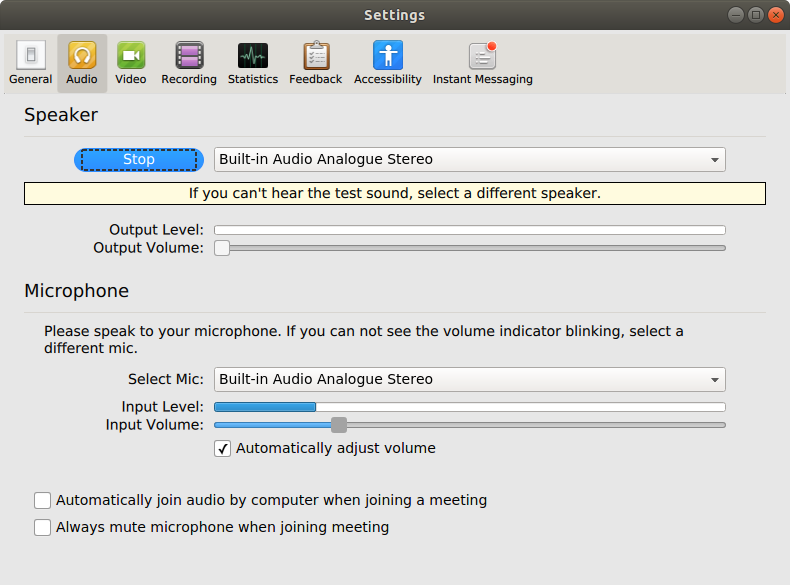 Settings
General Audio Video Recording Statistics Feedback Accessibility Instant Messaging
Speaker
Stop Built-in Audio Analogue Stereo
If you can't hear the test sound, select a different speaker.
Output Level:
Output Volume:
Microphone
Please speak to your microphone. If you can not see the volume indicator blinking, select a
different mic.
Select Mic: Built-in Audio Analogue Stereo
Input Level:
Input Volume:
Automatically adjust volume
Automatically join audio by computer when joining a meeting
Always mute microphone when joining meeting